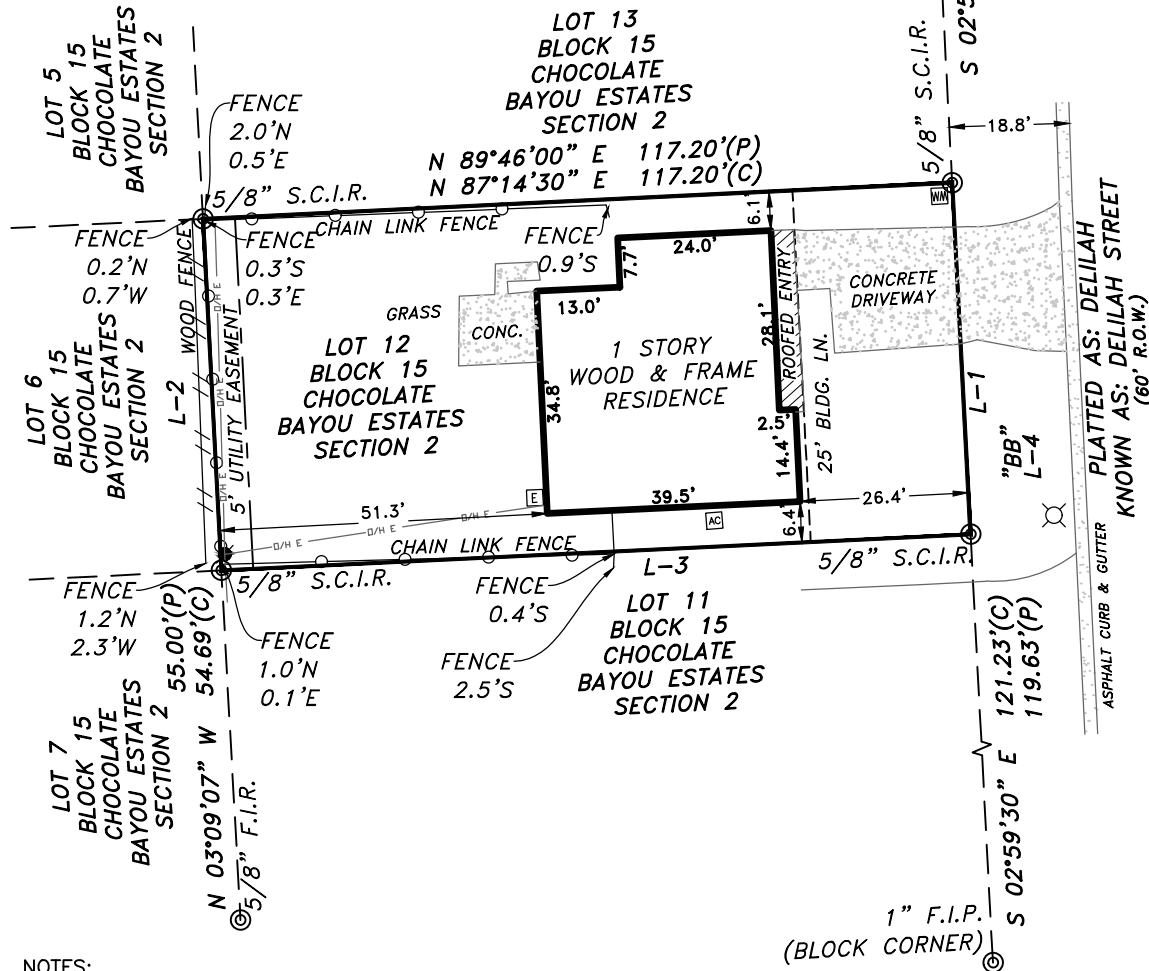 LOT 13
BLOCK 15
CHOCOLATE
BAYOU ESTATES
SECTION 2
N 89°46'00" E 117.20'(P)
N 87°14'30" E 117.20'(C)
LOT 5
BLOCK 15
CHOCOLATE
BAYOU ESTATES
SECTION 2
FENCE
2.0'N
0.5'E
5/8" S.C.I.R.
5/8" S.C.I.R.
S 02°5
18.8'
WM
FENCE
0.2'N
0.7'W
FENCE
0.3'S
0.3'E
CHAIN LINK FENCE
FENCE
0.9'S
WOOD FENCE
O/H E
O/H E
O/H E
5' UTILITY EASEMENT
L-2
LOT 6
BLOCK 15
CHOCOLATE
BAYOU ESTATES
SECTION 2
GRASS
CONC.
LOT 12
BLOCK 15
CHOCOLATE
BAYOU ESTATES
SECTION 2
6.1'
24.0'
7.7'
13.0'
34.8'
1 STORY
WOOD & FRAME
RESIDENCE
28.1'
ROOFED ENTRY
2.5'
14.4'
39.5'
25' BLDG. LN.
CONCRETE
DRIVEWAY
L-1
"BB"
L-4
PLATTED AS: DELILAH
KNOWN AS: DELILAH STREET
(60' R.O.W.)
ASPHALT CURB & GUTTER
E
51.3'
O/H E
O/H E
O/H E
AC
26.4'
6.4'
CHAIN LINK FENCE
L-3
5/8" S.C.I.R.
5/8" S.C.I.R.
FENCE
1.2'N
2.3'W
FENCE
1.0'N
0.1'E
FENCE
0.4'S
FENCE
2.5'S
LOT 11
BLOCK 15
CHOCOLATE
BAYOU ESTATES
SECTION 2
LOT 7
BLOCK 15
CHOCOLATE
BAYOU ESTATES
SECTION 2
55.00'(P)
N 03°09'07" W 54.69'(C)
5/8" F.I.R.
S 02°59'30" E 121.23'(C)
119.63'(P)
1" F.I.P.
(BLOCK CORNER)
NOTES: